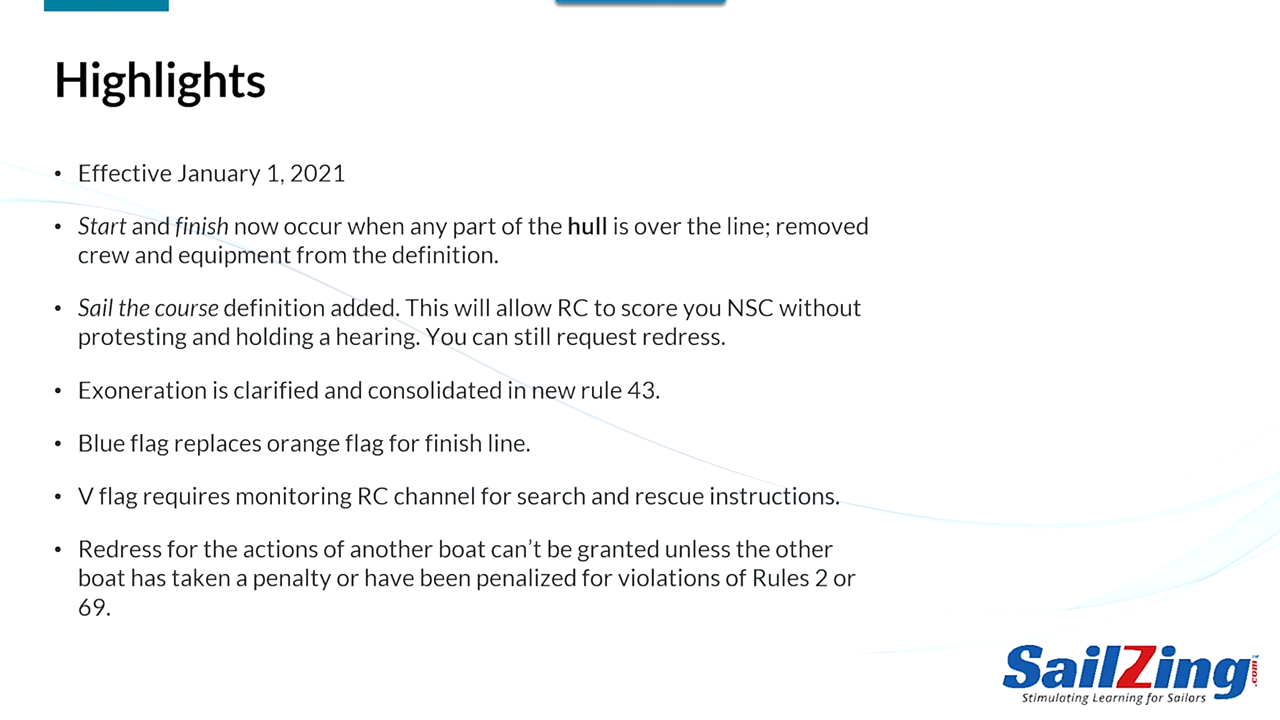 Highlights
• Effective January 1, 2021
• Start and finish now occur when any part of the hull is over the line; removed
crew and equipment from the definition.
• Sail the course definition added. This will allow RC to score you NSC without
protesting and holding a hearing. You can still request redress.
• Exoneration is clarified and consolidated in new rule 43.
• Blue flag replaces orange flag for finish line.
• V flag requires monitoring RC channel for search and rescue instructions.
• Redress for the actions of another boat can’t be granted unless the other
boat has taken a penalty or have been penalized for violations of Rules 2 or
69.
SailZing.com
Stimulating Learning for Sailors